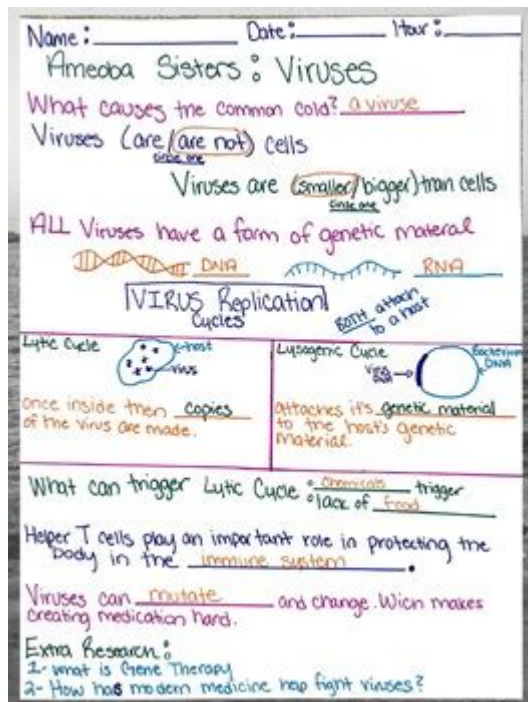 Name: Date: Hour:
Ameoba Sisters: Viruses
What causes the common cold? a viruse
Viruses (are/are not) cells
circle one
Viruses are (smaller/bigger) than cells
circle one
ALL Viruses have a form of genetic materal
DNA RNA
VIRUS Replication Cycles
BOTH attach to a host
Lytic Cycle
host
virus
once inside then copies
of the virus are made.
Lysogenic Cycle
Virus DNA
Bacterium DNA
attaches it's genetic material
to the host's genetic
material.
What can trigger Lytic Cycle: chemicals trigger
lack of food
Helper T cells play an important role in protecting the
body in the immune system.
Viruses can mutate and change. Wich makes
creating medication hard.
Extra Research:
1- what is Gene Therapy
2- How has modern medicine help fight viruses?